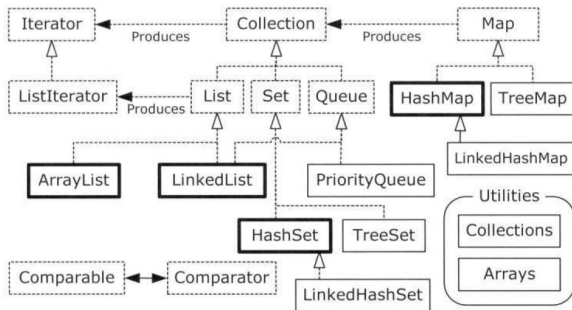 Iterator
Produces
Collection
Produces
Map
ListIterator
Produces
List
Set
Queue
HashMap
TreeMap
ArrayList
LinkedList
PriorityQueue
LinkedHashMap
Utilities
HashSet
TreeSet
Collections
Comparable
Comparator
Arrays
LinkedHashSet